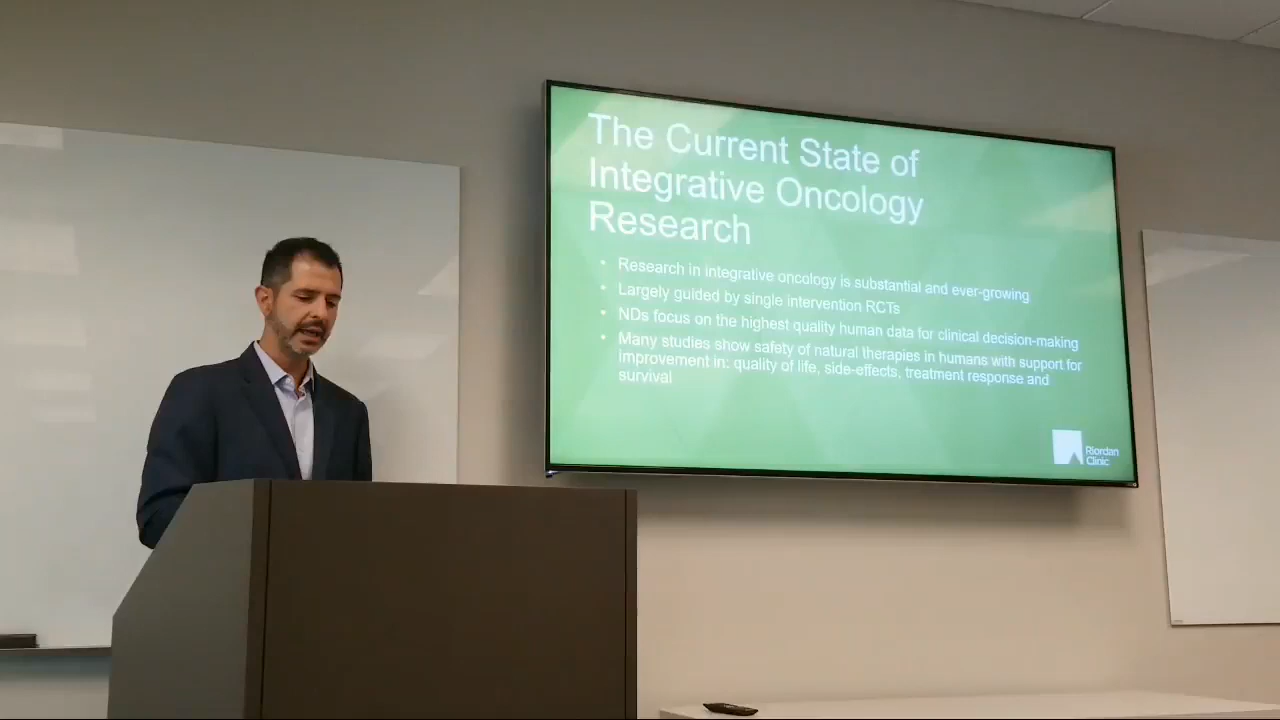 The Current State of
Integrative Oncology
Research
• Research in integrative oncology is substantial and ever-growing
• Largely guided by single intervention RCTs
• NDs focus on the highest quality human data for clinical decision-making
• Many studies show safety of natural therapies in humans with support for
improvement in: quality of life, side-effects, treatment response and
survival
Riordan
Clinic